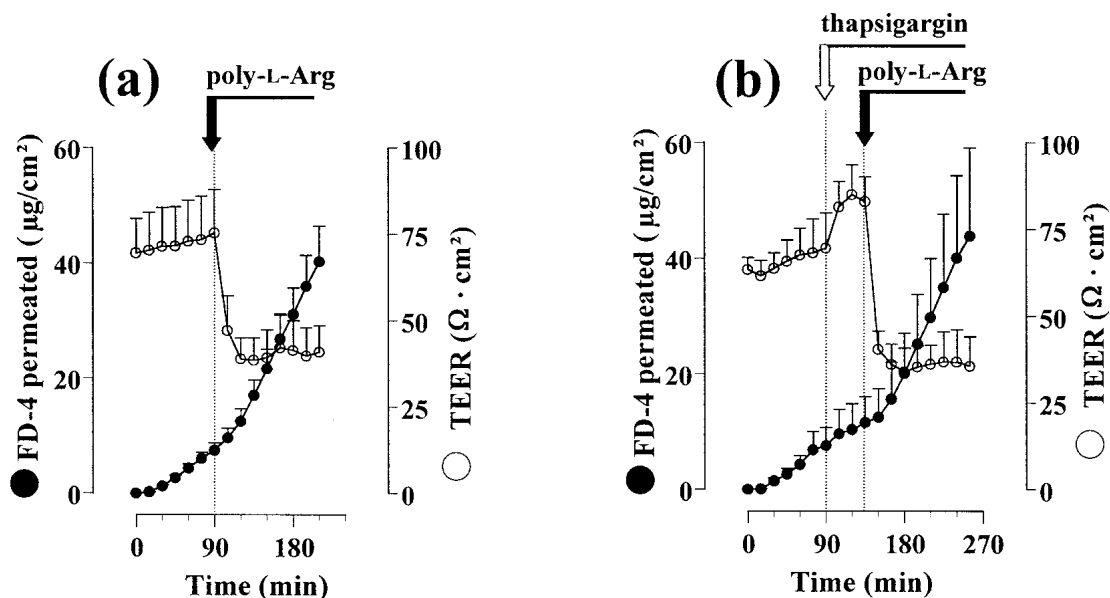 (a)
poly-L-Arg
FD-4 permeated (μg/cm²)
60
40
20
0
100
75
50
25
0
TEER (Ω · cm²)
0 90 180
Time (min)
(b)
thapsigargin
poly-L-Arg
FD-4 permeated (μg/cm²)
60
40
20
0
100
75
50
25
0
TEER (Ω · cm²)
0 90 180 270
Time (min)